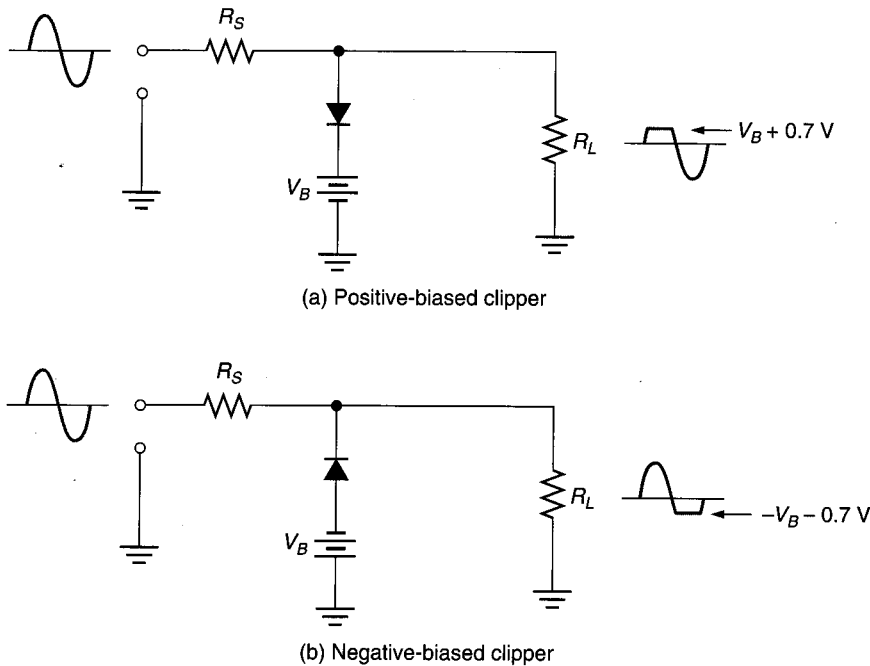 R_S
V_B
R_L
V_B + 0.7 V
(a) Positive-biased clipper
R_S
V_B
R_L
–V_B – 0.7 V
(b) Negative-biased clipper